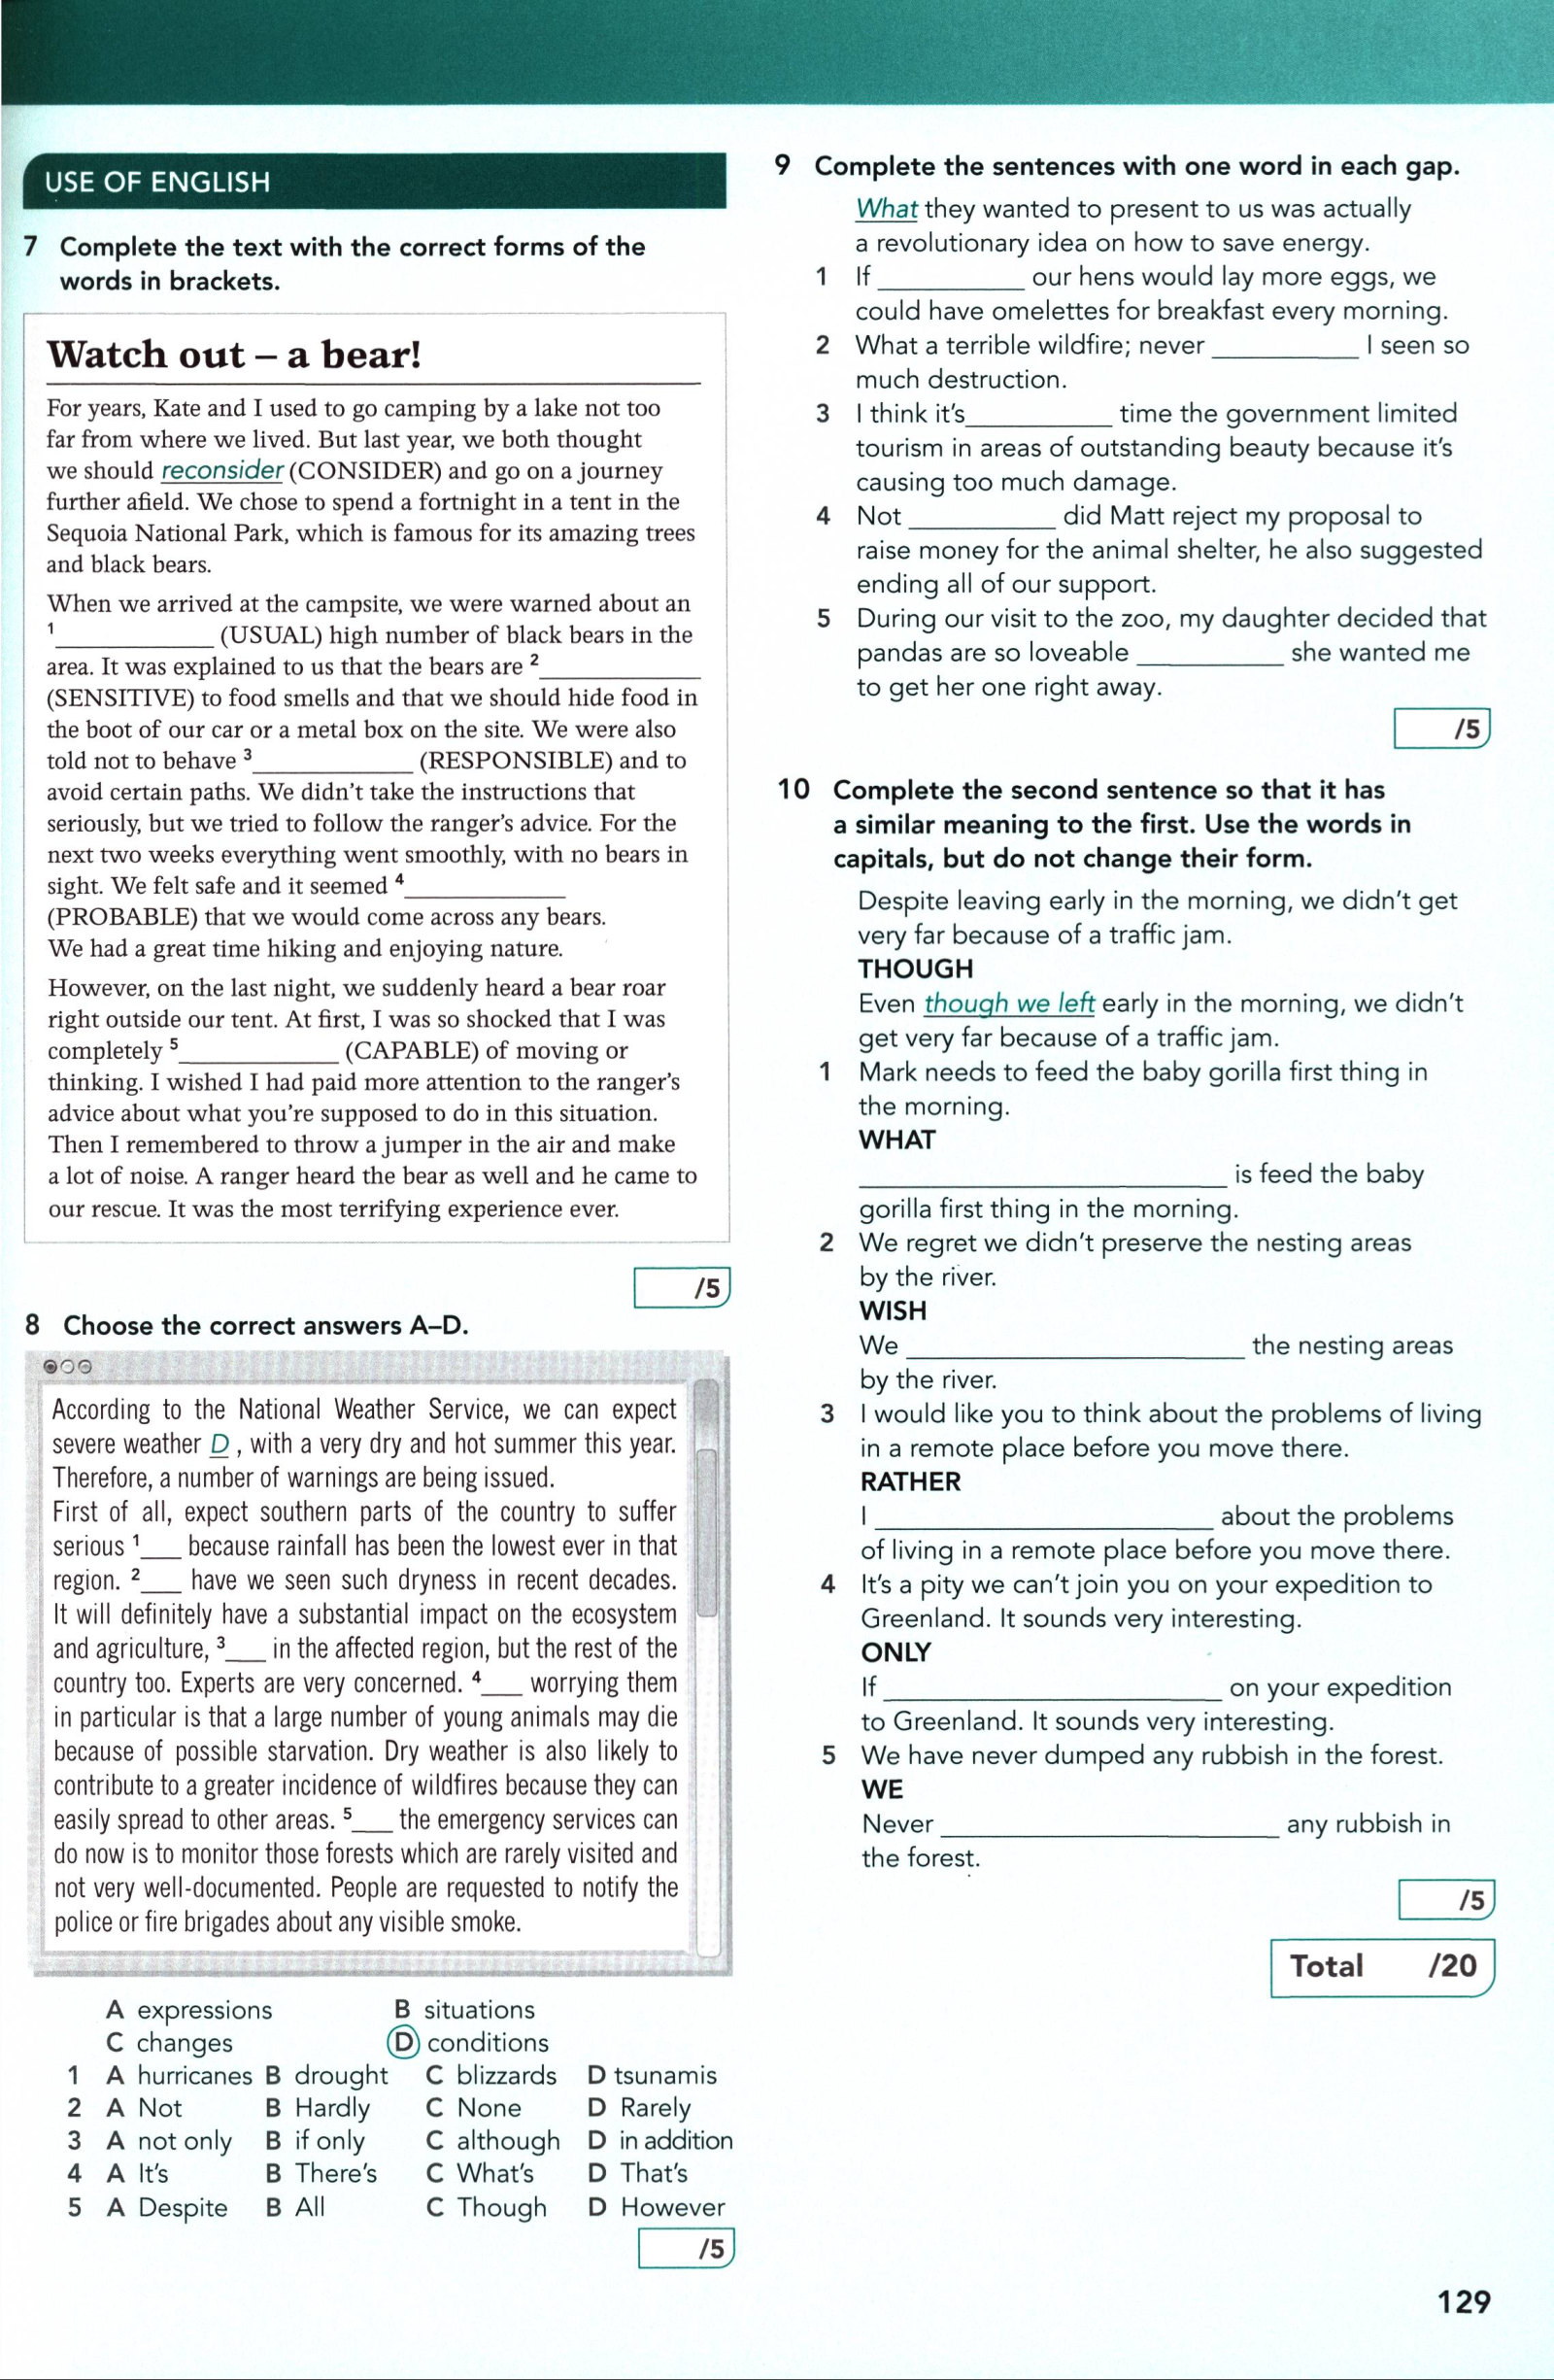 USE OF ENGLISH
7 Complete the text with the correct forms of the
words in brackets.
Watch out – a bear!
For years, Kate and I used to go camping by a lake not too
far from where we lived. But last year, we both thought
we should reconsider (CONSIDER) and go on a journey
further afield. We chose to spend a fortnight in a tent in the
Sequoia National Park, which is famous for its amazing trees
and black bears.
When we arrived at the campsite, we were warned about an
1____________ (USUAL) high number of black bears in the
area. It was explained to us that the bears are 2____________
(SENSITIVE) to food smells and that we should hide food in
the boot of our car or a metal box on the site. We were also
told not to behave 3____________ (RESPONSIBLE) and to
avoid certain paths. We didn't take the instructions that
seriously, but we tried to follow the ranger's advice. For the
next two weeks everything went smoothly, with no bears in
sight. We felt safe and it seemed 4____________
(PROBABLE) that we would come across any bears.
We had a great time hiking and enjoying nature.
However, on the last night, we suddenly heard a bear roar
right outside our tent. At first, I was so shocked that I was
completely 5____________ (CAPABLE) of moving or
thinking. I wished I had paid more attention to the ranger's
advice about what you're supposed to do in this situation.
Then I remembered to throw a jumper in the air and make
a lot of noise. A ranger heard the bear as well and he came to
our rescue. It was the most terrifying experience ever.
/5
8 Choose the correct answers A–D.
According to the National Weather Service, we can expect
severe weather D , with a very dry and hot summer this year.
Therefore, a number of warnings are being issued.
First of all, expect southern parts of the country to suffer
serious 1___ because rainfall has been the lowest ever in that
region. 2___ have we seen such dryness in recent decades.
It will definitely have a substantial impact on the ecosystem
and agriculture, 3___ in the affected region, but the rest of the
country too. Experts are very concerned. 4___ worrying them
in particular is that a large number of young animals may die
because of possible starvation. Dry weather is also likely to
contribute to a greater incidence of wildfires because they can
easily spread to other areas. 5___ the emergency services can
do now is to monitor those forests which are rarely visited and
not very well-documented. People are requested to notify the
police or fire brigades about any visible smoke.
A expressions B situations
C changes D conditions
1 A hurricanes B drought C blizzards D tsunamis
2 A Not B Hardly C None D Rarely
3 A not only B if only C although D in addition
4 A It's B There's C What's D That's
5 A Despite B All C Though D However
/5
9 Complete the sentences with one word in each gap.
What they wanted to present to us was actually
a revolutionary idea on how to save energy.
1 If __________ our hens would lay more eggs, we
could have omelettes for breakfast every morning.
2 What a terrible wildfire; never __________ I seen so
much destruction.
3 I think it's__________ time the government limited
tourism in areas of outstanding beauty because it's
causing too much damage.
4 Not __________ did Matt reject my proposal to
raise money for the animal shelter, he also suggested
ending all of our support.
5 During our visit to the zoo, my daughter decided that
pandas are so loveable __________ she wanted me
to get her one right away.
/5
10 Complete the second sentence so that it has
a similar meaning to the first. Use the words in
capitals, but do not change their form.
Despite leaving early in the morning, we didn't get
very far because of a traffic jam.
THOUGH
Even though we left early in the morning, we didn't
get very far because of a traffic jam.
1 Mark needs to feed the baby gorilla first thing in
the morning.
WHAT
_________________________ is feed the baby
gorilla first thing in the morning.
2 We regret we didn't preserve the nesting areas
by the river.
WISH
We _______________________ the nesting areas
by the river.
3 I would like you to think about the problems of living
in a remote place before you move there.
RATHER
I _______________________ about the problems
of living in a remote place before you move there.
4 It's a pity we can't join you on your expedition to
Greenland. It sounds very interesting.
ONLY
If _______________________ on your expedition
to Greenland. It sounds very interesting.
5 We have never dumped any rubbish in the forest.
WE
Never _______________________ any rubbish in
the forest.
/5
Total /20
129